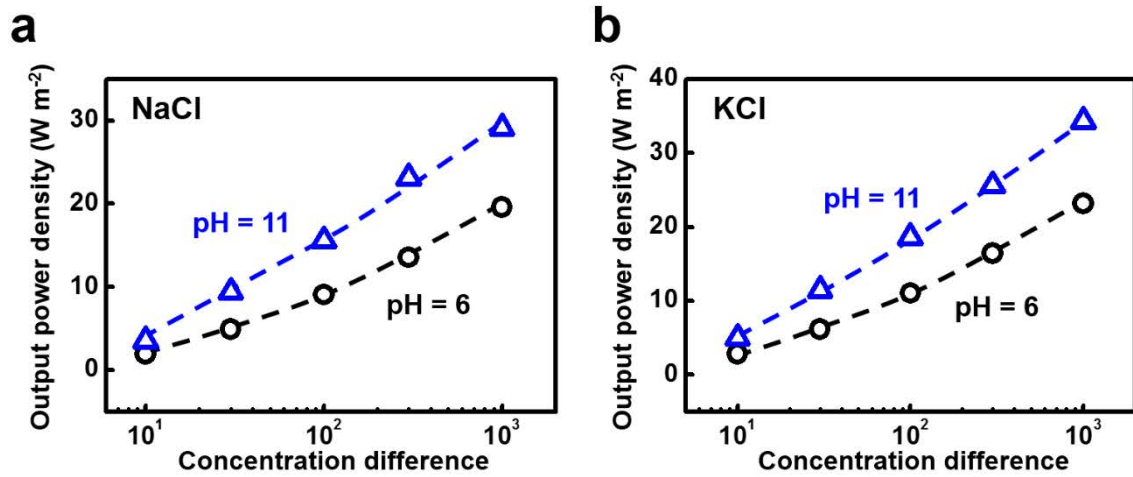 a
Output power density (W m⁻²)
30
20
10
0
NaCl
pH = 11
pH = 6
10¹
10²
10³
Concentration difference
b
Output power density (W m⁻²)
40
30
20
10
0
KCl
pH = 11
pH = 6
10¹
10²
10³
Concentration difference